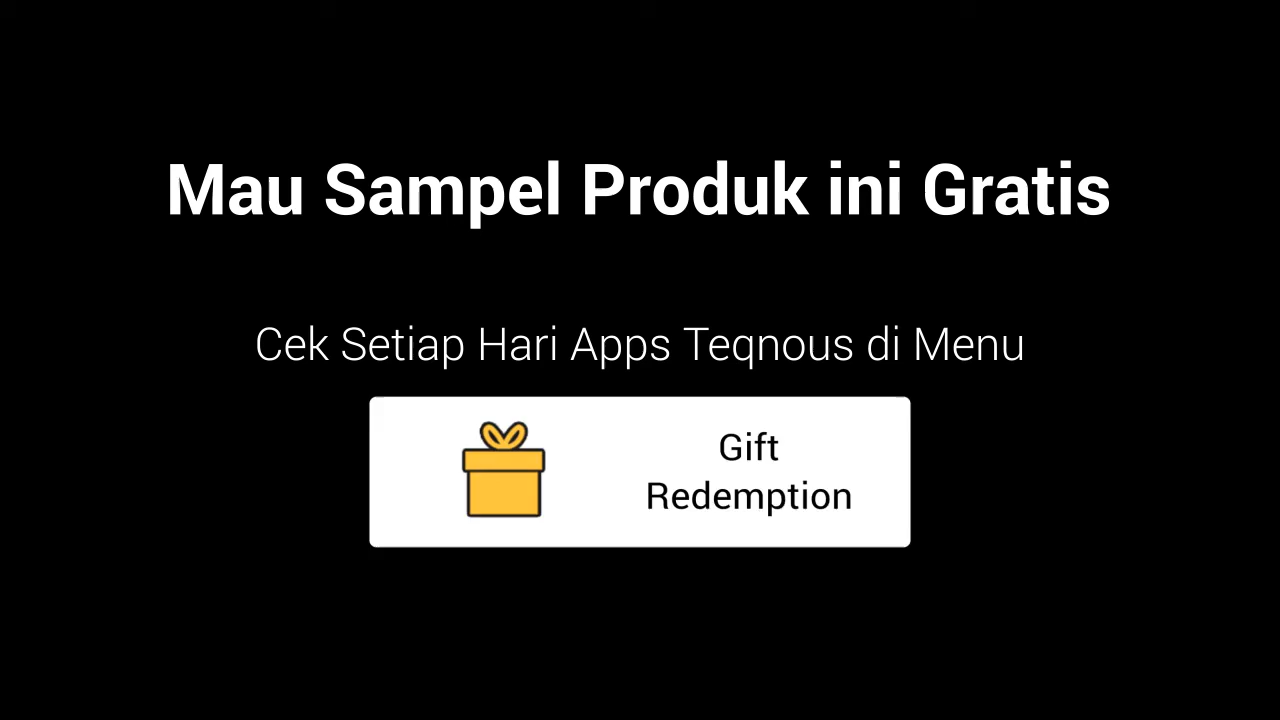 Mau Sampel Produk ini Gratis
Cek Setiap Hari Apps Teqnous di Menu
Gift
Redemption